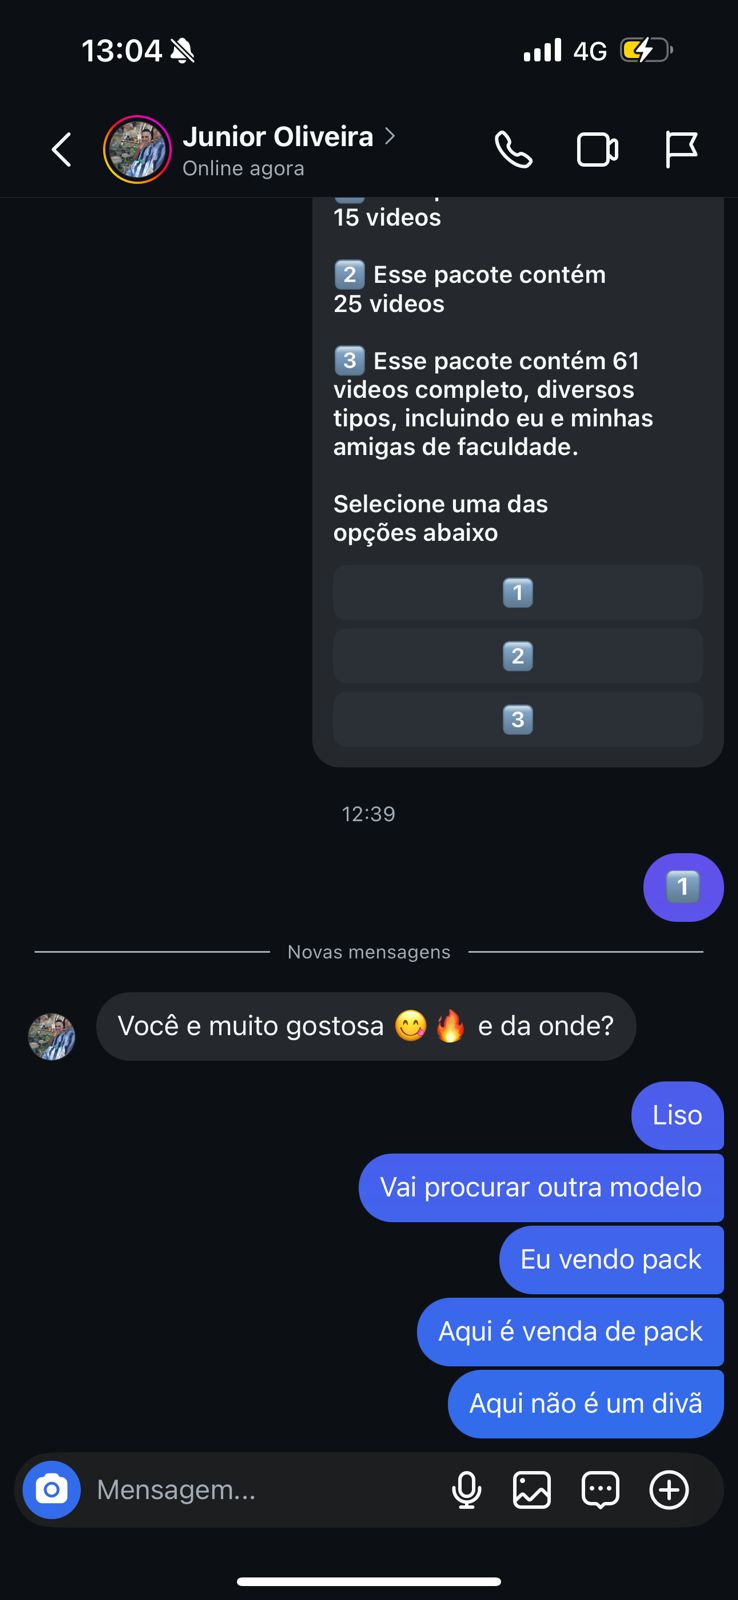 13:04
4G
Junior Oliveira
Online agora
15 videos
2 Esse pacote contém
25 videos
3 Esse pacote contém 61
videos completo, diversos
tipos, incluindo eu e minhas
amigas de faculdade.
Selecione uma das
opções abaixo
1
2
3
12:39
1
Novas mensagens
Você e muito gostosa 😋🔥 e da onde?
Liso
Vai procurar outra modelo
Eu vendo pack
Aqui é venda de pack
Aqui não é um divã
Mensagem...